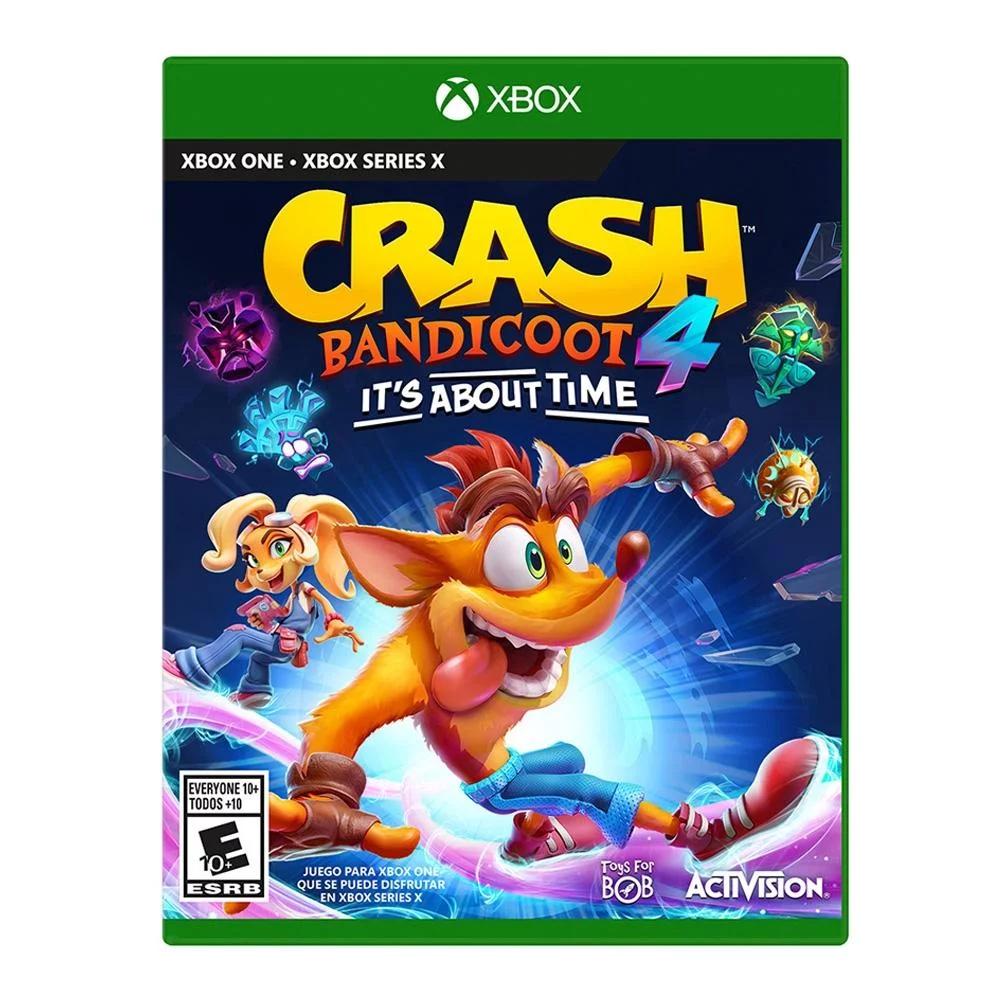 XBOX
XBOX ONE • XBOX SERIES X
CRASH™
BANDICOOT 4
IT'S ABOUT TIME
EVERYONE 10+
TODOS +10
E
10+
ESRB
JUEGO PARA XBOX ONE
QUE SE PUEDE DISFRUTAR
EN XBOX SERIES X
Toys For
BOB
ACTIVISION®